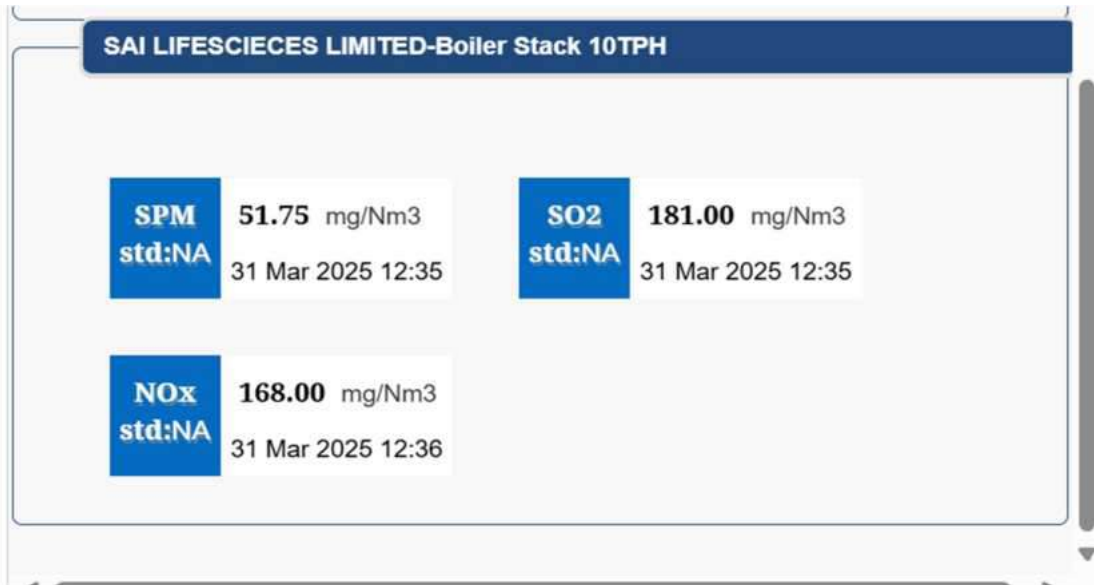 SAI LIFESCIECES LIMITED-Boiler Stack 10TPH
SPM
std:NA
51.75 mg/Nm3
31 Mar 2025 12:35
SO2
std:NA
181.00 mg/Nm3
31 Mar 2025 12:35
NOx
std:NA
168.00 mg/Nm3
31 Mar 2025 12:36